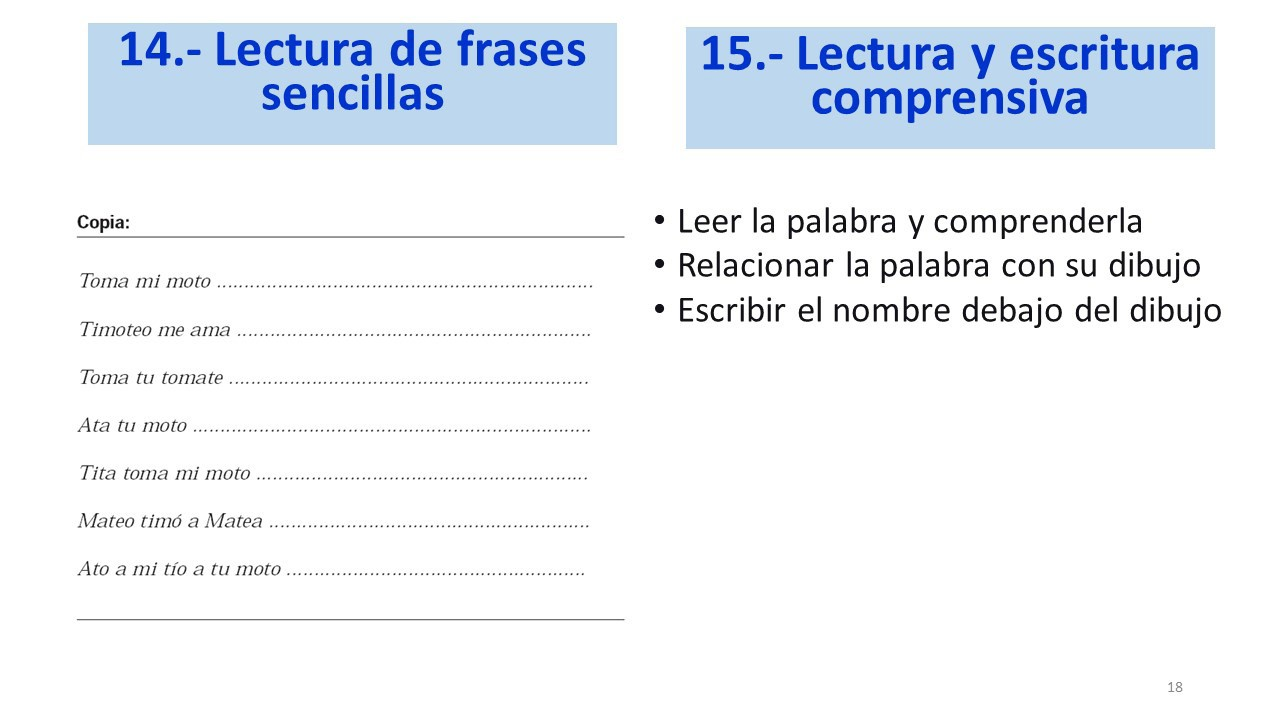 14.- Lectura de frases
sencillas
Copia:
Toma mi moto ....................................................................
Timoteo me ama ................................................................
Toma tu tomate .................................................................
Ata tu moto ........................................................................
Tita toma mi moto ............................................................
Mateo timó a Matea ..........................................................
Ato a mi tío a tu moto ......................................................
15.- Lectura y escritura
comprensiva
• Leer la palabra y comprenderla
• Relacionar la palabra con su dibujo
• Escribir el nombre debajo del dibujo
18